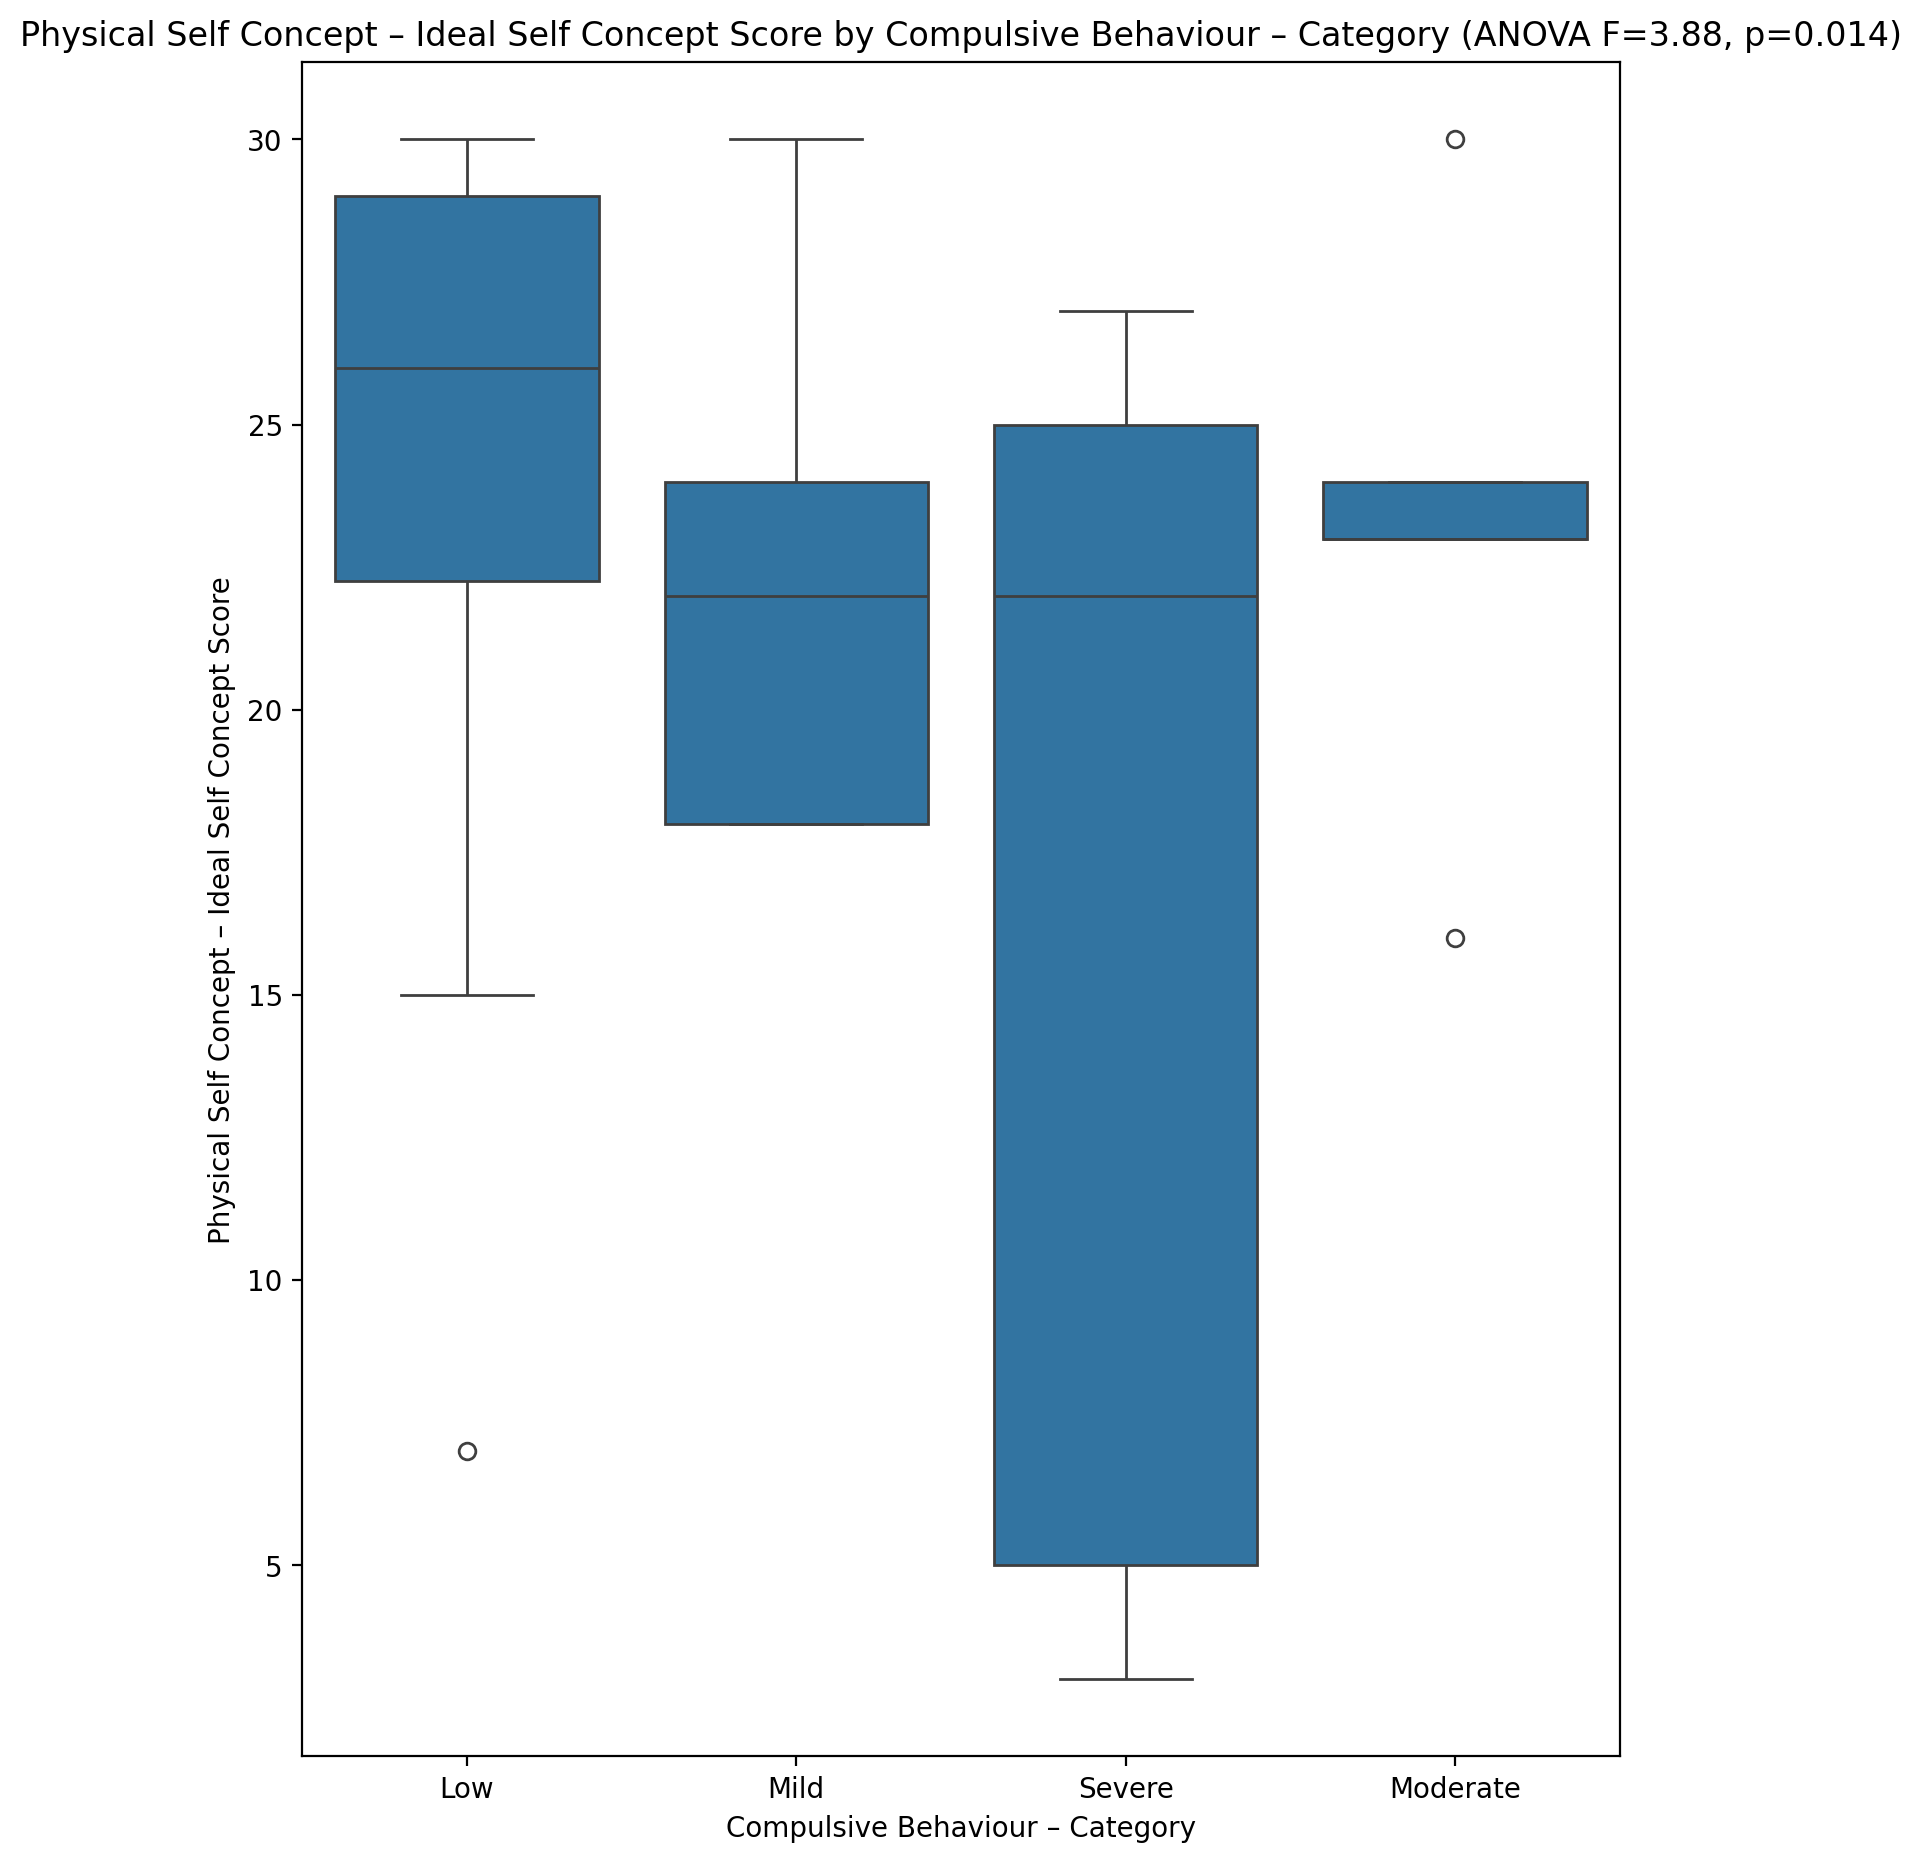 Physical Self Concept – Ideal Self Concept Score by Compulsive Behaviour – Category (ANOVA F=3.88, p=0.014)
Physical Self Concept – Ideal Self Concept Score
30
25
20
15
10
5
Low
Mild
Severe
Moderate
Compulsive Behaviour – Category